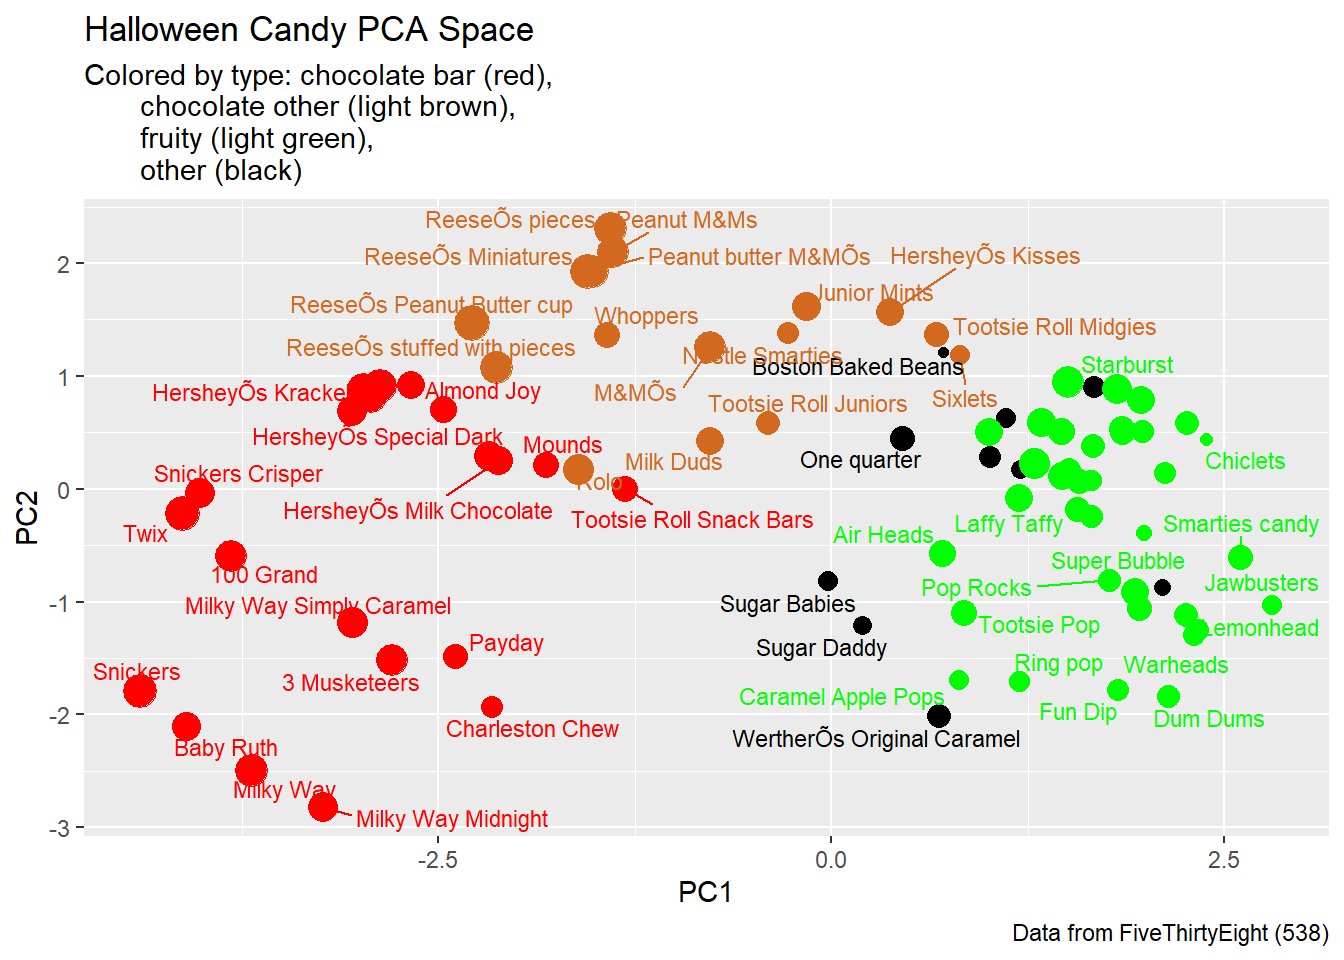 Halloween Candy PCA Space
Colored by type: chocolate bar (red),
chocolate other (light brown),
fruity (light green),
other (black)
ReeseÕs pieces
Peanut M&Ms
ReeseÕs Miniatures
Peanut butter M&MÕs
HersheyÕs Kisses
Junior Mints
ReeseÕs Peanut Butter cup
Whoppers
Tootsie Roll Midgies
ReeseÕs stuffed with pieces
Nestle Smarties
Boston Baked Beans
Starburst
HersheyÕs Krackel
Almond Joy
M&MÕs
Sixlets
Tootsie Roll Juniors
HersheyÕs Special Dark
Mounds
Milk Duds
One quarter
Chiclets
Snickers Crisper
Rolo
HersheyÕs Milk Chocolate
Tootsie Roll Snack Bars
Laffy Taffy
Smarties candy
Twix
Air Heads
Super Bubble
100 Grand
Pop Rocks
Jawbusters
Milky Way Simply Caramel
Sugar Babies
Tootsie Pop
Lemonhead
Payday
Sugar Daddy
Snickers
3 Musketeers
Ring pop
Warheads
Caramel Apple Pops
Fun Dip
Dum Dums
Charleston Chew
WertherÕs Original Caramel
Baby Ruth
Milky Way
Milky Way Midnight
2
1
0
-1
-2
-3
PC2
-2.5
0.0
2.5
PC1
Data from FiveThirtyEight (538)